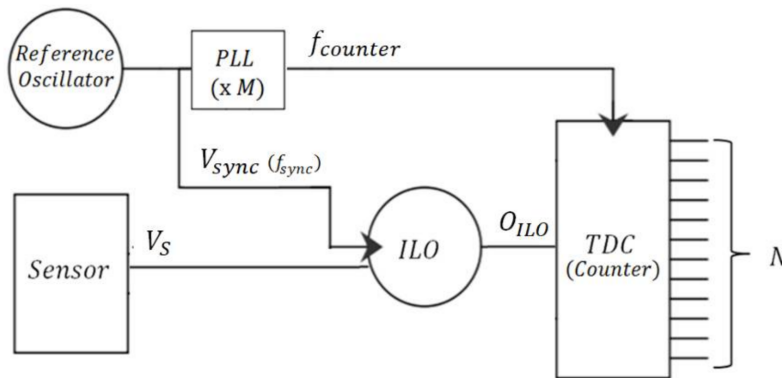 Reference
Oscillator
PLL
(x M)
f_counter
V_sync (f_sync)
Sensor
V_S
ILO
O_ILO
TDC
(Counter)
N